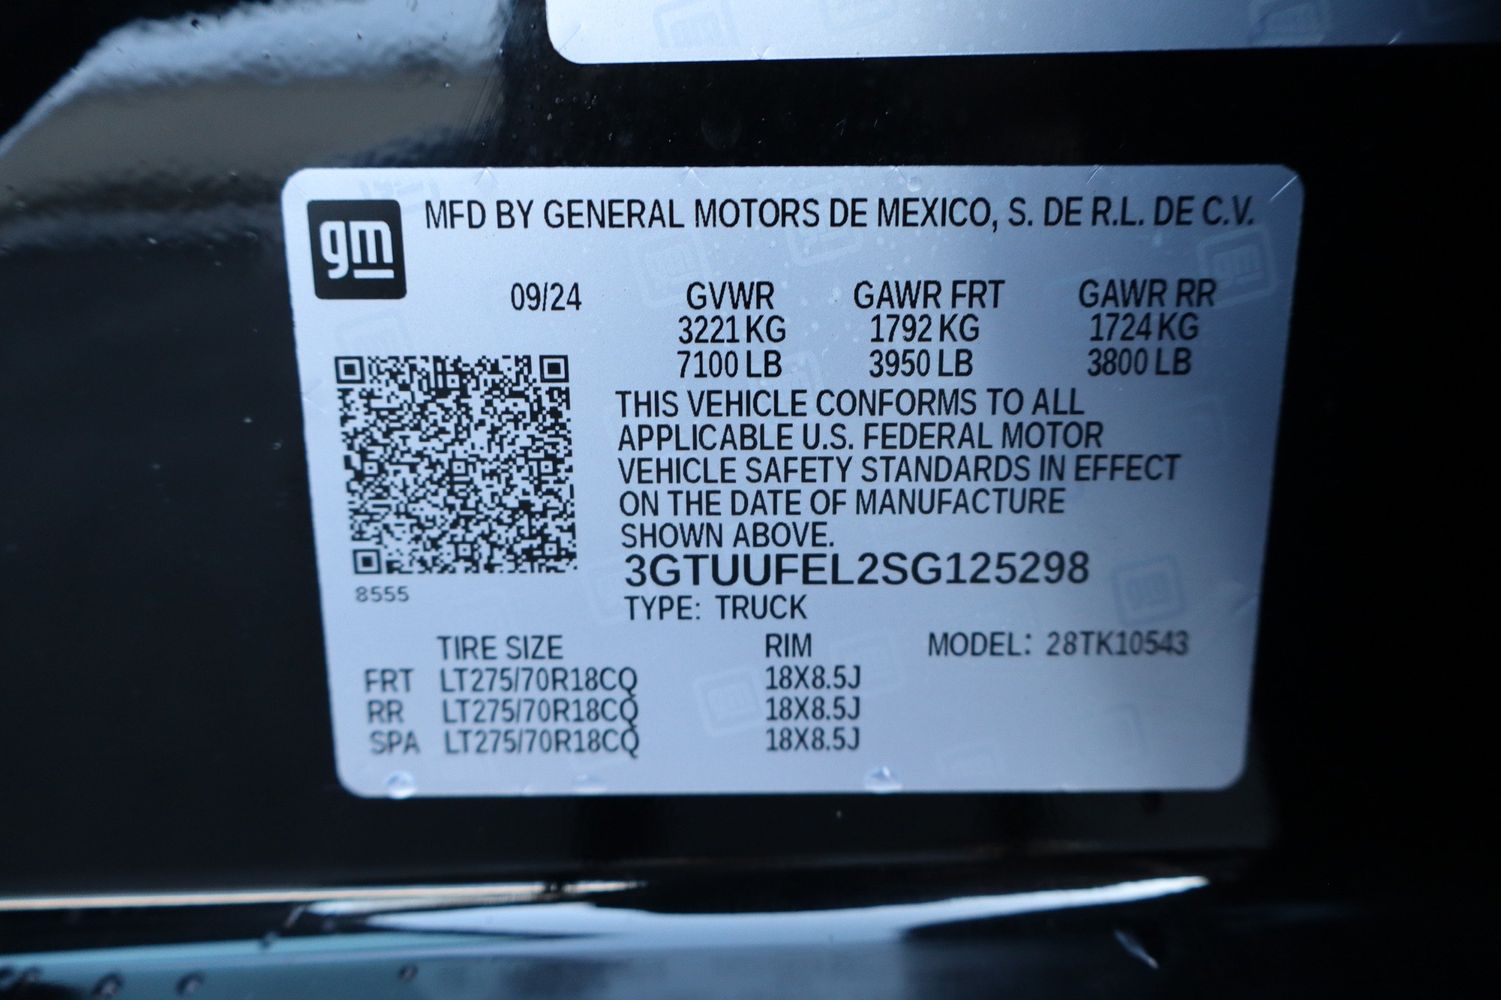 gm
MFD BY GENERAL MOTORS DE MEXICO, S. DE R.L. DE C.V.
09/24 GVWR GAWR FRT GAWR RR
3221 KG 1792 KG 1724 KG
7100 LB 3950 LB 3800 LB
THIS VEHICLE CONFORMS TO ALL
APPLICABLE U.S. FEDERAL MOTOR
VEHICLE SAFETY STANDARDS IN EFFECT
ON THE DATE OF MANUFACTURE
SHOWN ABOVE.
3GTUUFEL2SG125298
8555
TYPE: TRUCK
TIRE SIZE RIM MODEL: 28TK10543
FRT LT275/70R18CQ 18X8.5J
RR LT275/70R18CQ 18X8.5J
SPA LT275/70R18CQ 18X8.5J